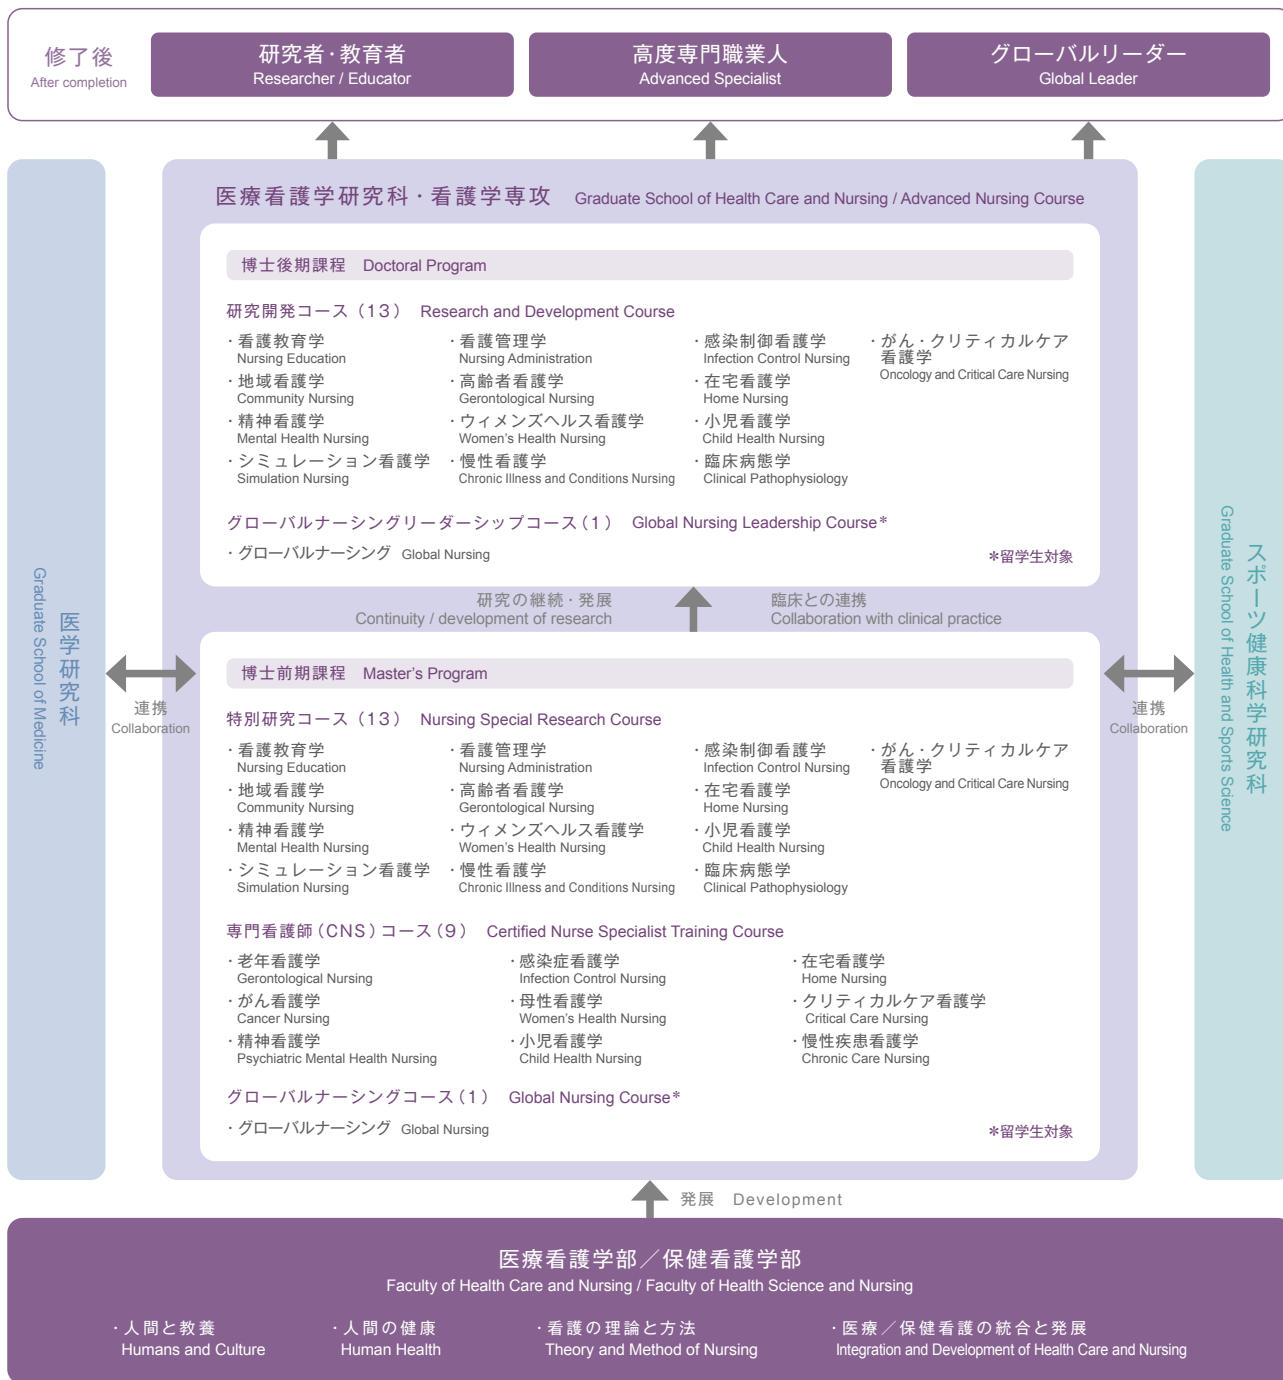 修了後
After completion
研究者・教育者
Researcher / Educator
高度専門職業人
Advanced Specialist
グローバルリーダー
Global Leader
医療看護学研究科・看護学専攻 Graduate School of Health Care and Nursing / Advanced Nursing Course
博士後期課程 Doctoral Program
研究開発コース（13） Research and Development Course
・看護教育学
Nursing Education
・看護管理学
Nursing Administration
・感染制御看護学
Infection Control Nursing
・がん・クリティカルケア
看護学
Oncology and Critical Care Nursing
・地域看護学
Community Nursing
・高齢者看護学
Gerontological Nursing
・在宅看護学
Home Nursing
・精神看護学
Mental Health Nursing
・ウィメンズヘルス看護学
Women's Health Nursing
・小児看護学
Child Health Nursing
・シミュレーション看護学
Simulation Nursing
・慢性看護学
Chronic Illness and Conditions Nursing
・臨床病態学
Clinical Pathophysiology
グローバルナーシングリーダーシップコース（1） Global Nursing Leadership Course*
・グローバルナーシング Global Nursing
*留学生対象
研究の継続・発展
Continuity / development of research
臨床との連携
Collaboration with clinical practice
博士前期課程 Master's Program
特別研究コース（13） Nursing Special Research Course
・看護教育学
Nursing Education
・看護管理学
Nursing Administration
・感染制御看護学
Infection Control Nursing
・がん・クリティカルケア
看護学
Oncology and Critical Care Nursing
・地域看護学
Community Nursing
・高齢者看護学
Gerontological Nursing
・在宅看護学
Home Nursing
・精神看護学
Mental Health Nursing
・ウィメンズヘルス看護学
Women's Health Nursing
・小児看護学
Child Health Nursing
・シミュレーション看護学
Simulation Nursing
・慢性看護学
Chronic Illness and Conditions Nursing
・臨床病態学
Clinical Pathophysiology
専門看護師（CNS）コース（9） Certified Nurse Specialist Training Course
・老年看護学
Gerontological Nursing
・感染症看護学
Infection Control Nursing
・在宅看護学
Home Nursing
・がん看護学
Cancer Nursing
・母性看護学
Women's Health Nursing
・クリティカルケア看護学
Critical Care Nursing
・精神看護学
Psychiatric Mental Health Nursing
・小児看護学
Child Health Nursing
・慢性疾患看護学
Chronic Care Nursing
グローバルナーシングコース（1） Global Nursing Course*
・グローバルナーシング Global Nursing
*留学生対象
医学研究科
Graduate School of Medicine
連携
Collaboration
連携
Collaboration
スポーツ健康科学研究科
Graduate School of Health and Sports Science
発展 Development
医療看護学部／保健看護学部
Faculty of Health Care and Nursing / Faculty of Health Science and Nursing
・人間と教養
Humans and Culture
・人間の健康
Human Health
・看護の理論と方法
Theory and Method of Nursing
・医療／保健看護の統合と発展
Integration and Development of Health Care and Nursing